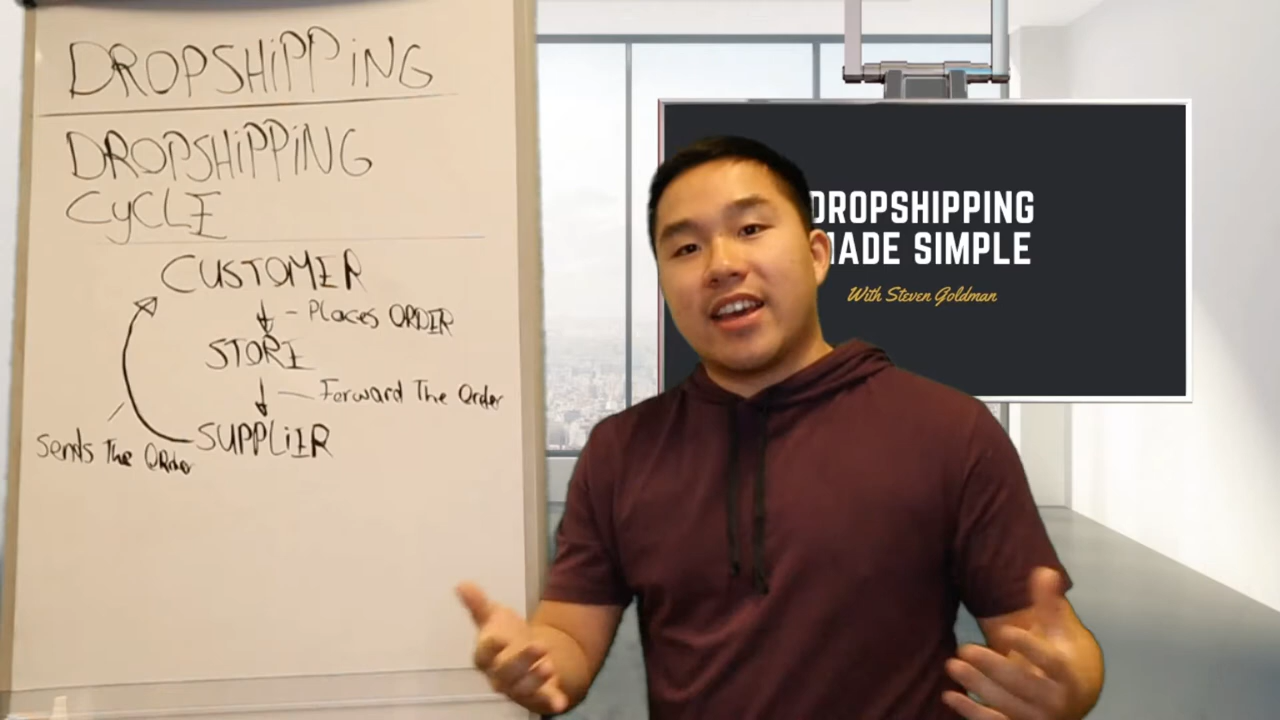 DROPSHiPPiNG
DROPSHiPPiNG
CyCLE
CUSTOMER
- PLaces ORDER
STORE
Forward The Order
SUPPLiER
Sends The ORder
DROPSHIPPING
MADE SIMPLE
With Steven Goldman